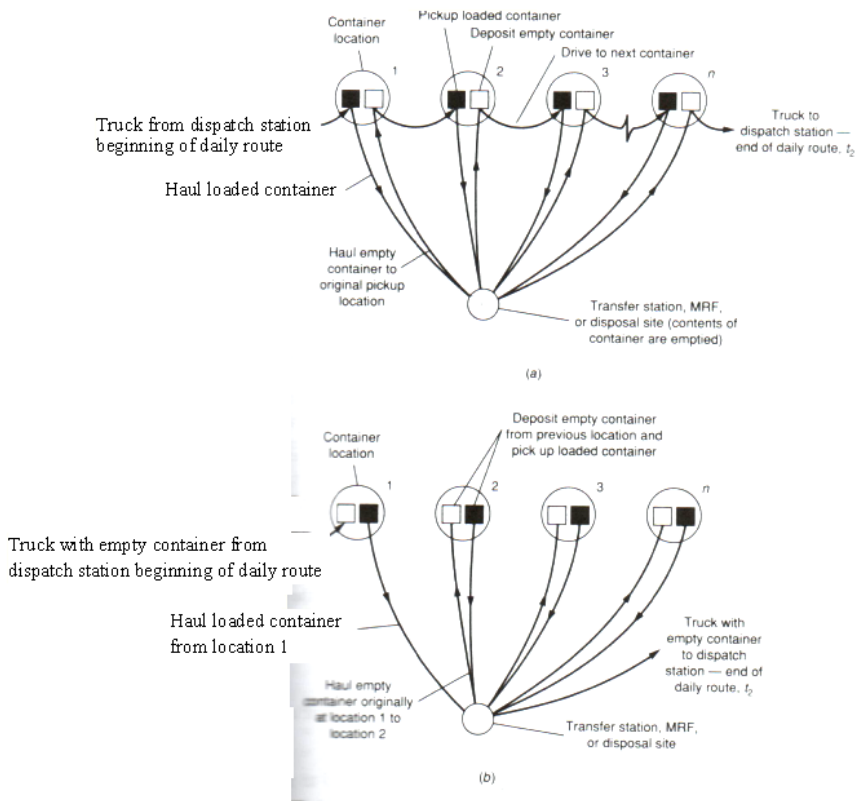 Container
location
Pickup loaded container
Deposit empty container
Drive to next container
1
2
3
n
Truck from dispatch station
beginning of daily route
Truck to
dispatch station —
end of daily route, t2
Haul loaded container
Haul empty
container to
original pickup
location
Transfer station, MRF,
or disposal site (contents of
container are emptied)
(a)
Deposit empty container
from previous location and
pick up loaded container
Container
location
1
2
3
n
Truck with empty container from
dispatch station beginning of daily route
Haul loaded container
from location 1
Truck with
empty container
to dispatch
station — end of
daily route, t2
Haul empty
container originally
at location 1 to
location 2
Transfer station, MRF,
or disposal site
(b)